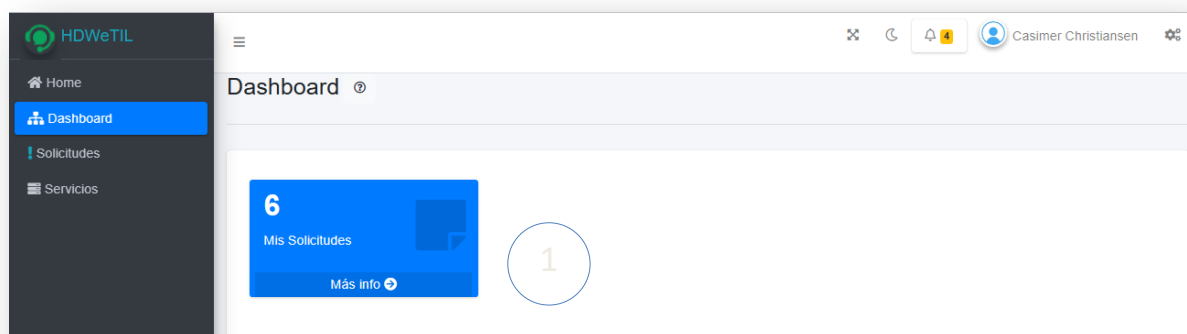 HDWeTIL
4
Casimer Christiansen
Home
Dashboard
Solicitudes
Servicios
Dashboard
6
Mis Solicitudes
Más info
1